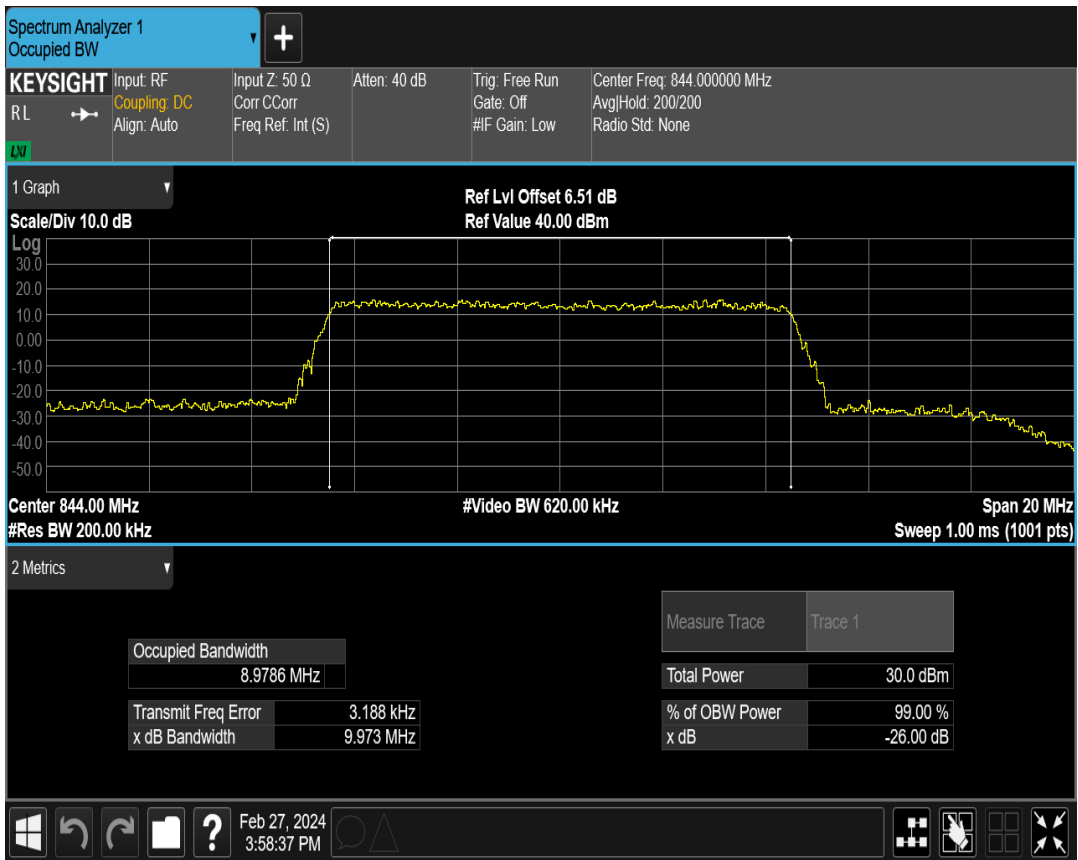 Spectrum Analyzer 1
Occupied BW
+
KEYSIGHT
RL
LXI
Input: RF
Coupling: DC
Align: Auto
Input Z: 50 Ω
Corr CCorr
Freq Ref: Int (S)
Atten: 40 dB
Trig: Free Run
Gate: Off
#IF Gain: Low
Center Freq: 844.000000 MHz
Avg|Hold: 200/200
Radio Std: None
1 Graph
Scale/Div 10.0 dB
Ref Lvl Offset 6.51 dB
Ref Value 40.00 dBm
Log
30.0
20.0
10.0
0.00
-10.0
-20.0
-30.0
-40.0
-50.0
Center 844.00 MHz
#Res BW 200.00 kHz
#Video BW 620.00 kHz
Span 20 MHz
Sweep 1.00 ms (1001 pts)
2 Metrics
Occupied Bandwidth
8.9786 MHz
Transmit Freq Error 3.188 kHz
x dB Bandwidth 9.973 MHz
Measure Trace Trace 1
Total Power 30.0 dBm
% of OBW Power 99.00 %
x dB -26.00 dB
?
Feb 27, 2024
3:58:37 PM